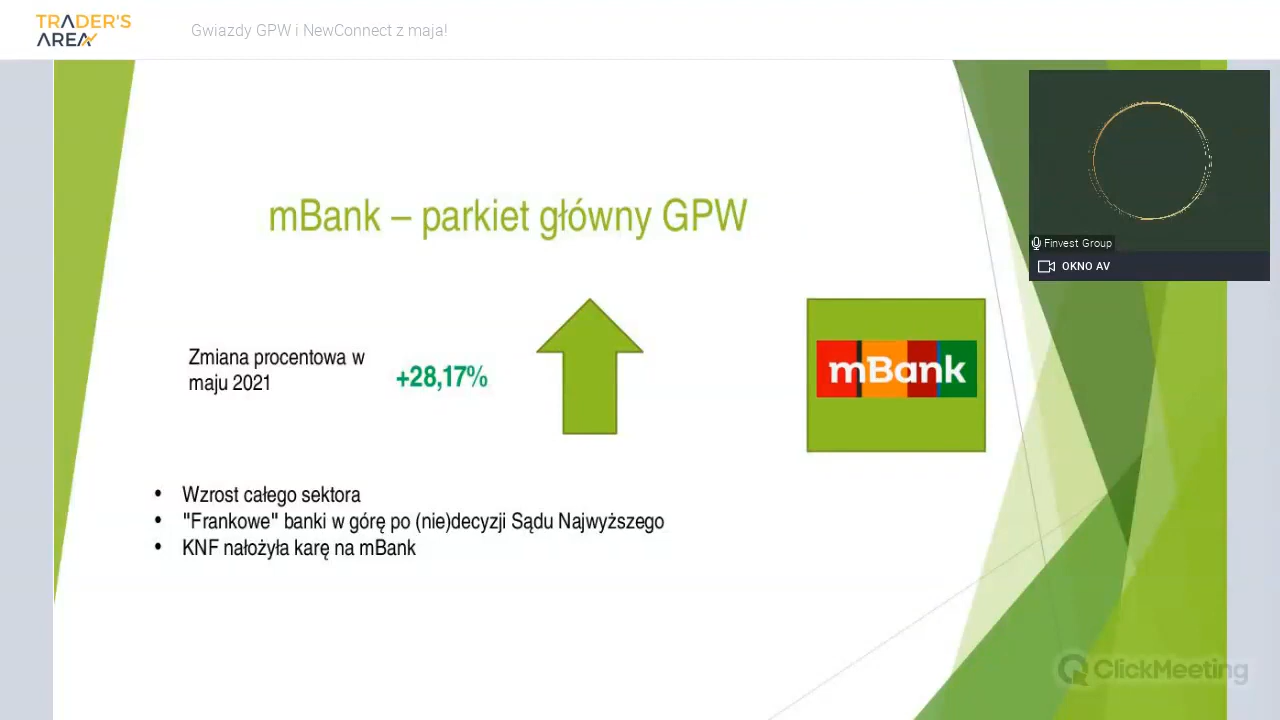 TRADER'S
AREA
Gwiazdy GPW i NewConnect z maja!
mBank – parkiet główny GPW
Finvest Group
OKNO AV
Zmiana procentowa w
maju 2021
+28,17%
mBank
• Wzrost całego sektora
• "Frankowe" banki w górę po (nie)decyzji Sądu Najwyższego
• KNF nałożyła karę na mBank
ClickMeeting